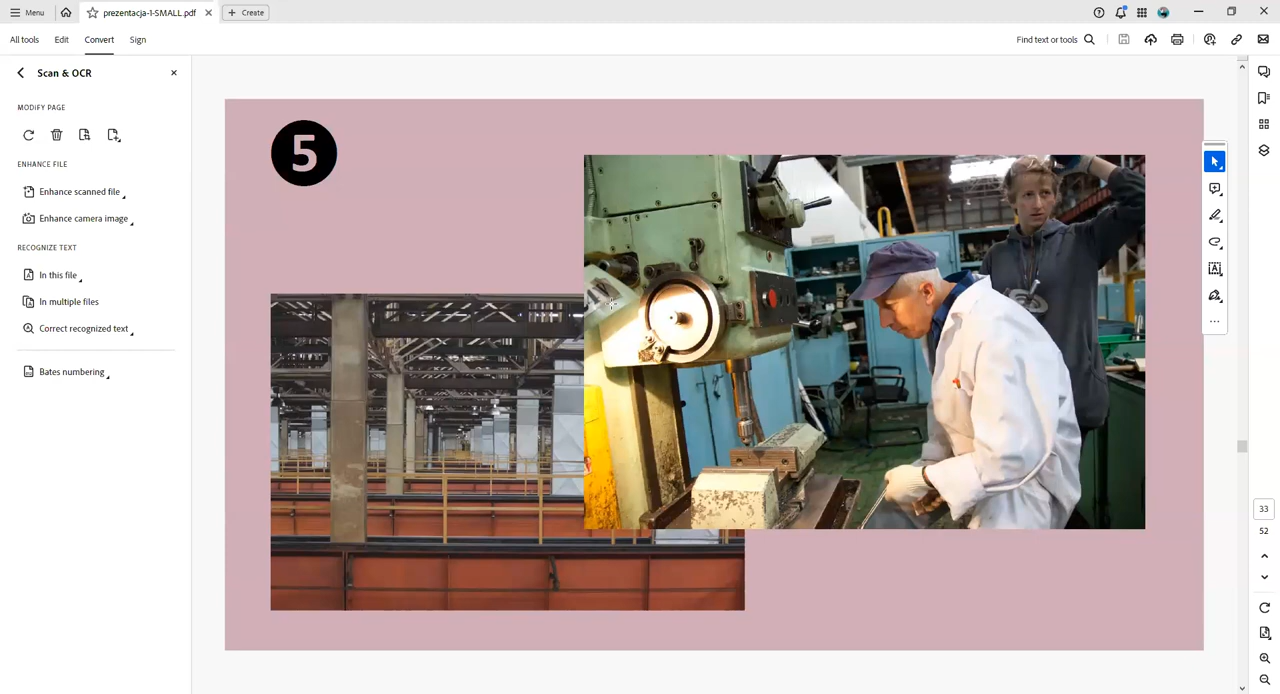 Menu
prezentacja-1-SMALL.pdf
Create
All tools
Edit
Convert
Sign
Find text or tools
Scan & OCR
MODIFY PAGE
ENHANCE FILE
Enhance scanned file
Enhance camera image
RECOGNIZE TEXT
In this file
In multiple files
Correct recognized text
Bates numbering
5
33
52